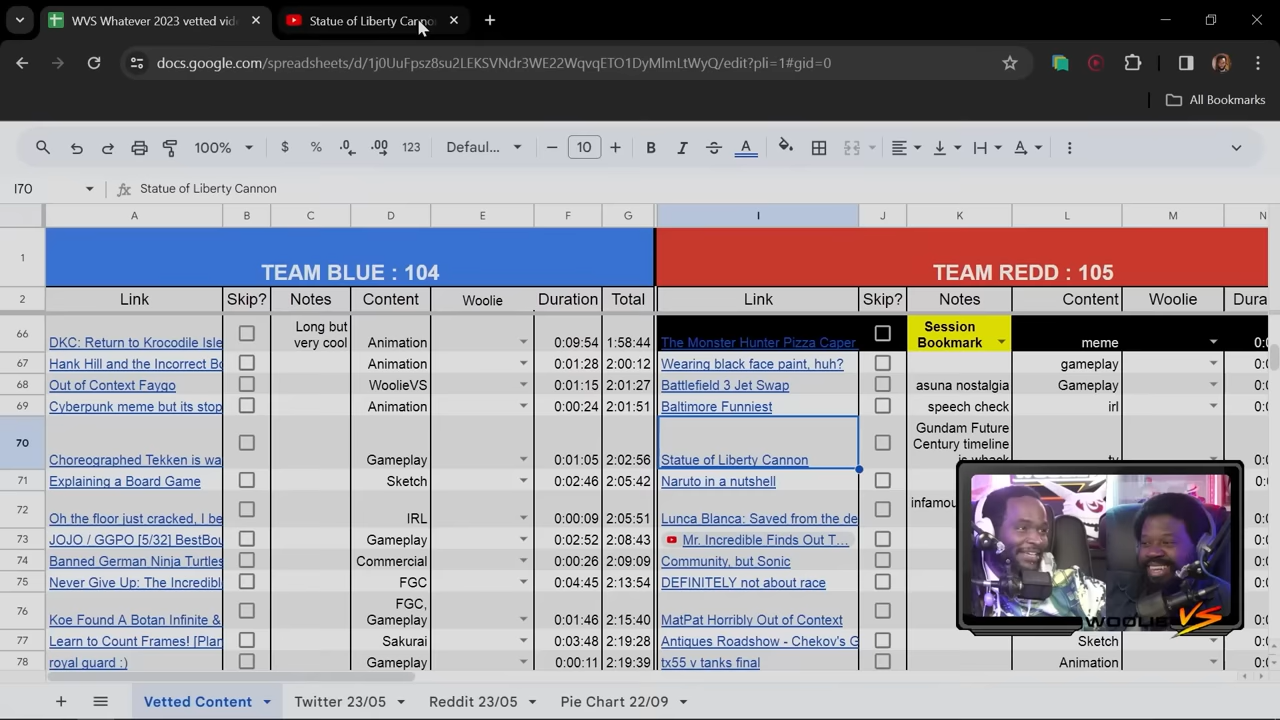 WVS Whatever 2023 vetted vid
Statue of Liberty Canno
docs.google.com/spreadsheets/d/1j0UuFpsz8su2LEKSVNdr3WE22WqvqETO1DyMlmLtWyQ/edit?pli=1#gid=0
All Bookmarks
100% $ % .0 .00 123 Defaul... 10 B I A
I70 fx Statue of Liberty Cannon
A B C D E F G I J K L M N
1 TEAM BLUE : 104 TEAM REDD : 105
2 Link Skip? Notes Content Woolie Duration Total Link Skip? Notes Content Woolie Dura
66 DKC: Return to Krocodile Isle Long but Animation 0:09:54 1:58:44 The Monster Hunter Pizza Caper Session meme 0:0
very cool Bookmark
67 Hank Hill and the Incorrect Bo Animation 0:01:28 2:00:12 Wearing black face paint, huh? gameplay 0:0
68 Out of Context Faygo WoolieVS 0:01:15 2:01:27 Battlefield 3 Jet Swap asuna nostalgia Gameplay 0:0
69 Cyberpunk meme but its stop Animation 0:00:24 2:01:51 Baltimore Funniest speech check irl 0:0
70 Choreographed Tekken is wa Gameplay 0:01:05 2:02:56 Statue of Liberty Cannon Gundam Future
Century timeline
is whack tv
71 Explaining a Board Game Sketch 0:02:46 2:05:42 Naruto in a nutshell
72 Oh the floor just cracked, I be IRL 0:00:09 2:05:51 Lunca Blanca: Saved from the de infamou
73 JOJO / GGPO [5/32] BestBou Gameplay 0:02:52 2:08:43 Mr. Incredible Finds Out T...
74 Banned German Ninja Turtles Commercial 0:00:26 2:09:09 Community, but Sonic
75 Never Give Up: The Incredibl FGC 0:04:45 2:13:54 DEFINITELY not about race
76 Koe Found A Botan Infinite & FGC, 0:01:46 2:15:40 MatPat Horribly Out of Context
Gameplay
77 Learn to Count Frames! [Plan Sakurai 0:03:48 2:19:28 Antiques Roadshow - Chekov's G Sketch
78 royal guard :) Gameplay 0:00:11 2:19:39 tx55 v tanks final Animation
WOOLIE VS
Vetted Content Twitter 23/05 Reddit 23/05 Pie Chart 22/09